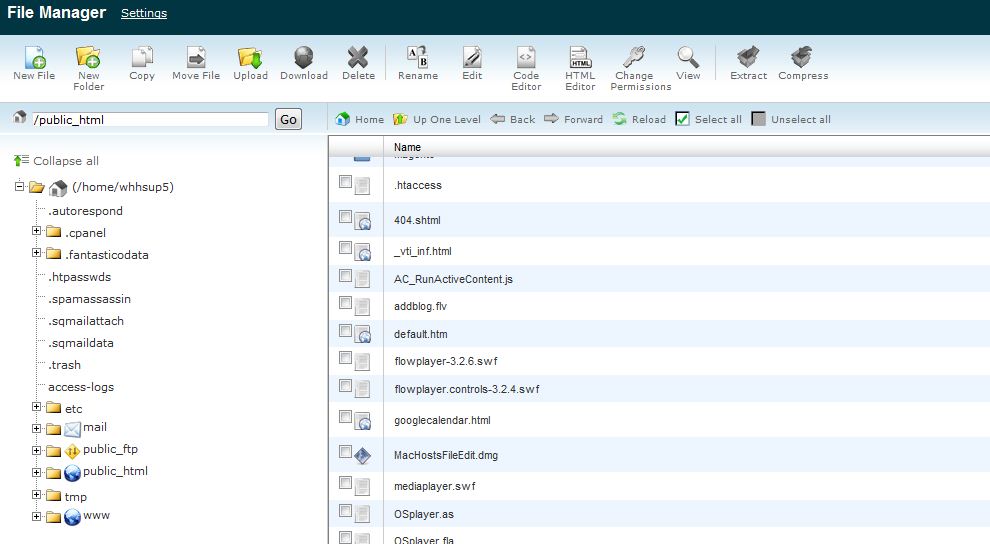 File Manager Settings
New File New Folder Copy Move File Upload Download Delete Rename Edit Code Editor HTML Editor Change Permissions View Extract Compress
/public_html Go Home Up One Level Back Forward Reload Select all Unselect all
Collapse all
(/home/whhsup5)
.autorespond
.cpanel
.fantasticodata
.htpasswds
.spamassassin
.sqmailattach
.sqmaildata
.trash
access-logs
etc
mail
public_ftp
public_html
tmp
www
Name
.htaccess
404.shtml
_vti_inf.html
AC_RunActiveContent.js
addblog.flv
default.htm
flowplayer-3.2.6.swf
flowplayer.controls-3.2.4.swf
googlecalendar.html
MacHostsFileEdit.dmg
mediaplayer.swf
OSplayer.as
OSplayer.fla